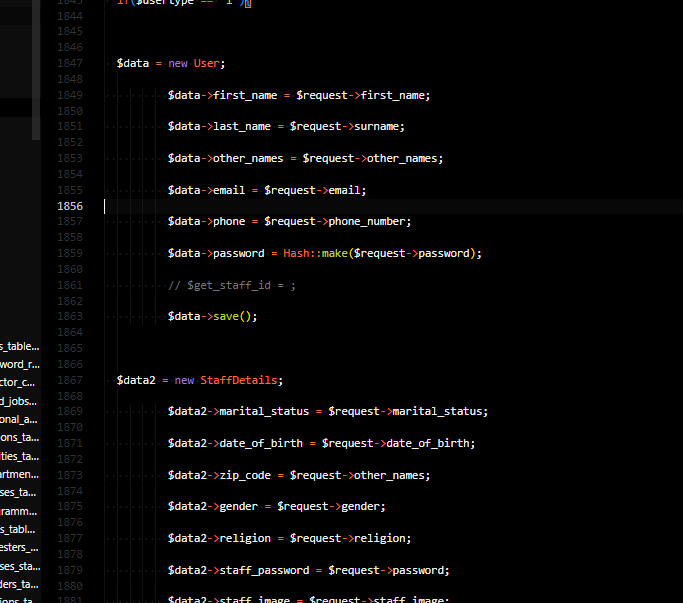 1843 if($usertype == '1'){
1844
1845
1846
1847 $data = new User;
1848
1849 $data->first_name = $request->first_name;
1850
1851 $data->last_name = $request->surname;
1852
1853 $data->other_names = $request->other_names;
1854
1855 $data->email = $request->email;
1856
1857 $data->phone = $request->phone_number;
1858
1859 $data->password = Hash::make($request->password);
1860
1861 // $get_staff_id = ;
1862
1863 $data->save();
1864
s_table...
1865
word_r...
1866
1867 $data2 = new StaffDetails;
ctor_c...
1868
d_jobs...
1869 $data2->marital_status = $request->marital_status;
onal_a...
1870
ons_ta...
1871 $data2->date_of_birth = $request->date_of_birth;
lties_ta...
1872
artmen...
1873 $data2->zip_code = $request->other_names;
1874
ses_ta...
1875 $data2->gender = $request->gender;
gramm...
1876
s_tabl...
1877 $data2->religion = $request->religion;
esters_...
1878
ses_sta...
1879 $data2->staff_password = $request->password;
ders_ta...
1880
1881 $data2->staff_image = $request->staff_image;
ions_ta